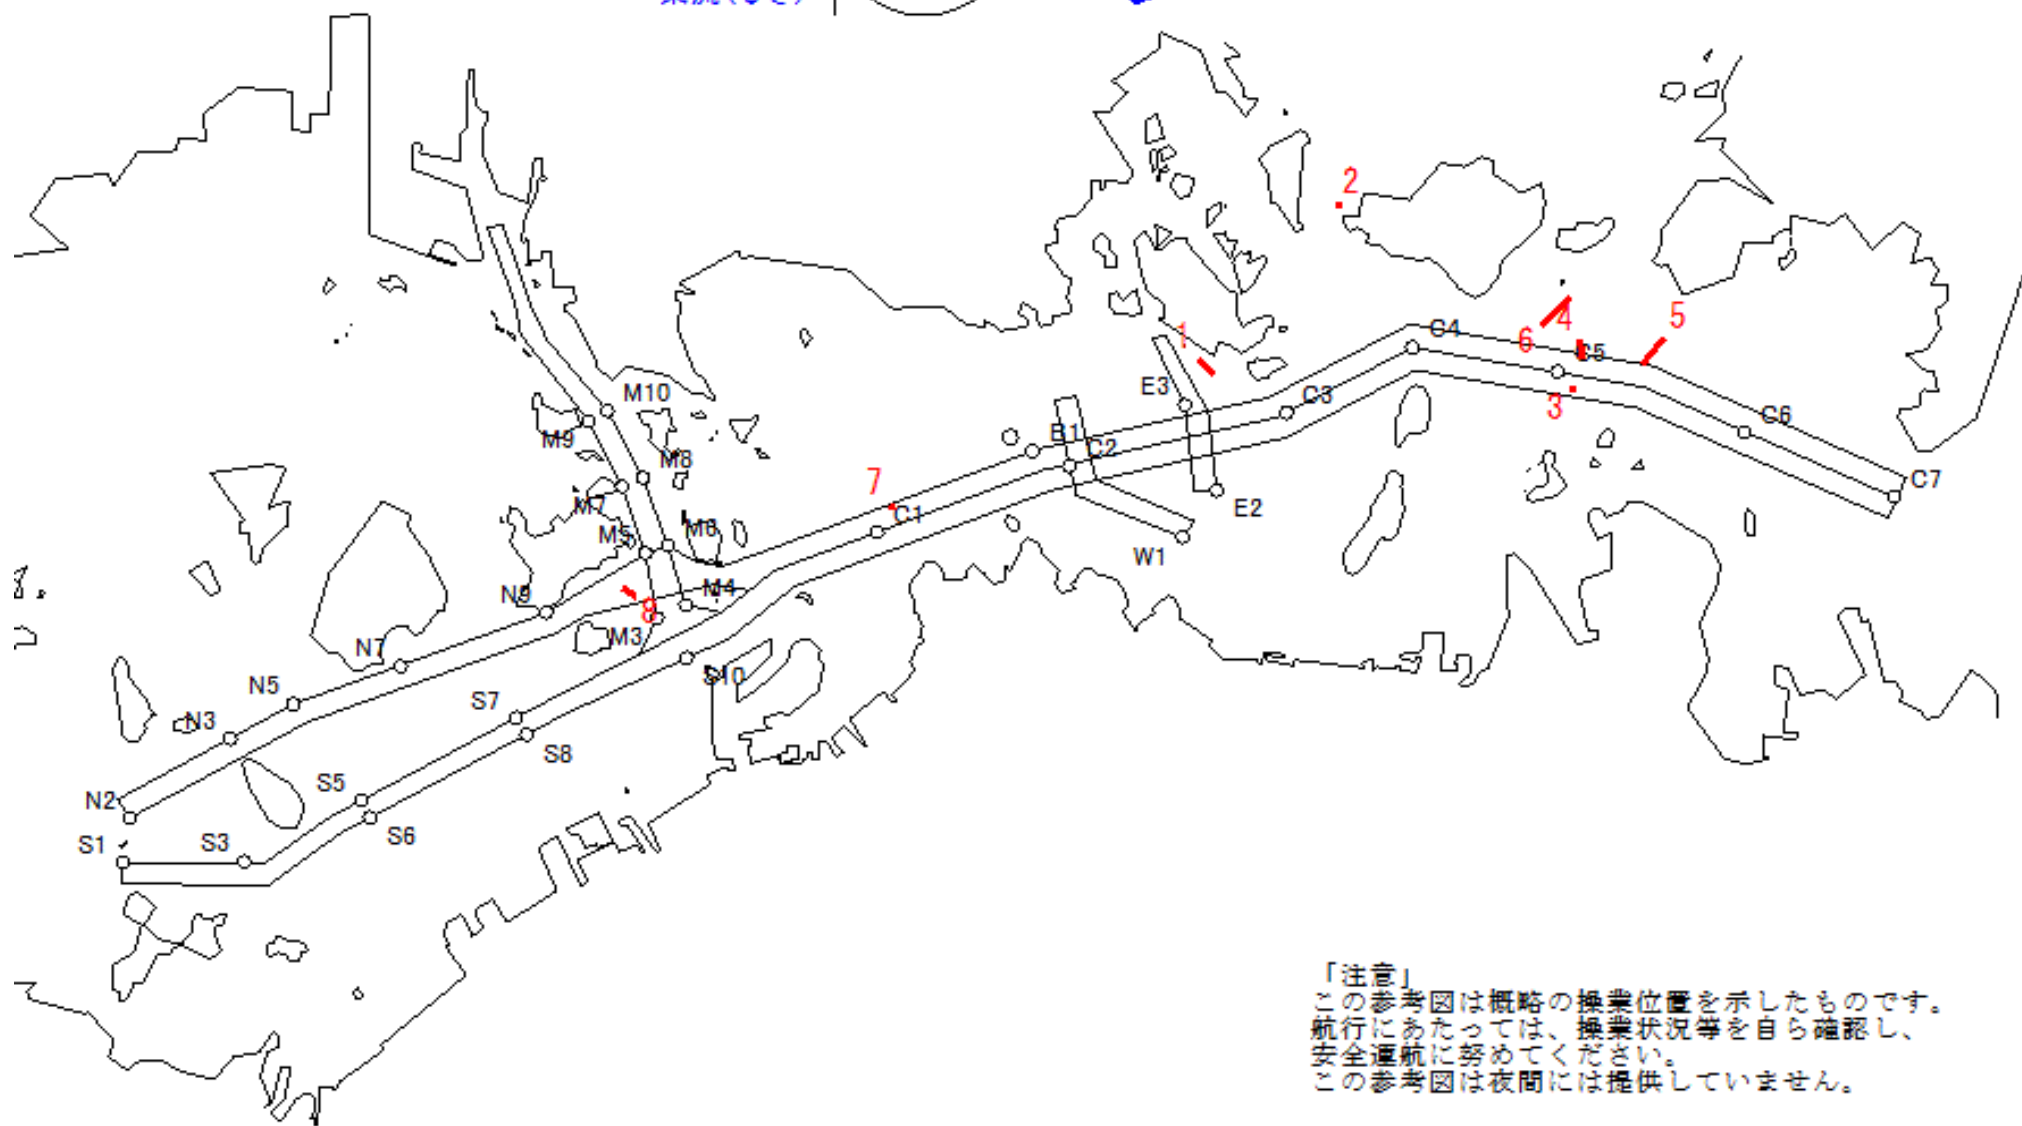 2
1
4
5
6
C4
C5
3
E3
C3
C6
M10
M9
B1
C2
M8
7
C7
M7
E2
C1
M5
M6
W1
N9
M4
8
M3
N7
S10
N5
S7
N3
S8
S5
N2
S6
S1
S3
「注意」
この参考図は概略の操業位置を示したものです。
航行にあたっては、操業状況等を自ら確認し、
安全運航に努めてください。
この参考図は夜間には提供していません。